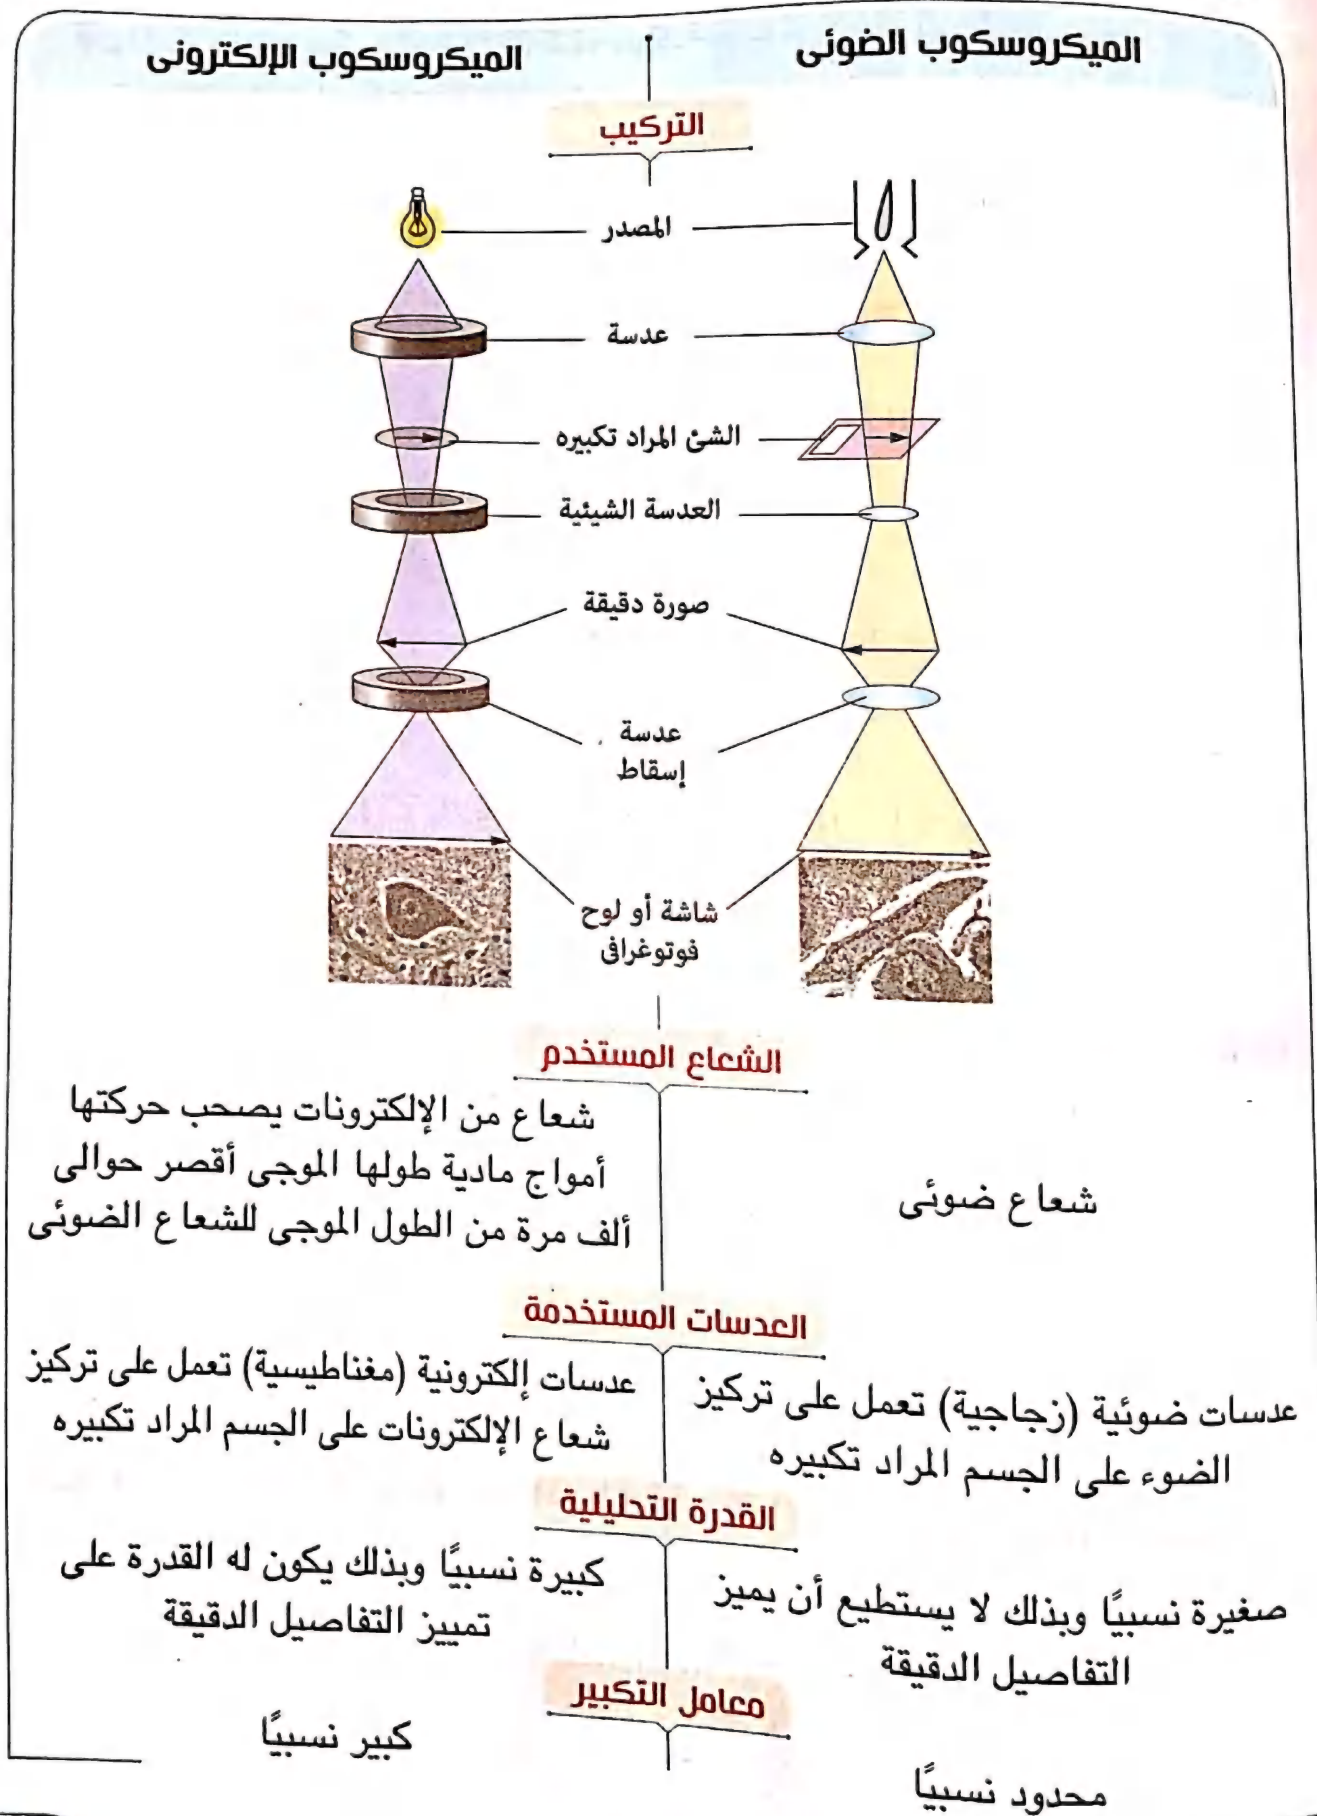 الميكروسكوب الضوئى
الميكروسكوب الإلكترونى
التركيب
المصدر
عدسة
الشئ المراد تكبيره
العدسة الشيئية
صورة دقيقة
عدسة
إسقاط
شاشة أو لوح
فوتوغرافى
الشعاع المستخدم
شعاع ضوئى
شعاع من الإلكترونات يصحب حركتها
أمواج مادية طولها الموجى أقصر حوالى
ألف مرة من الطول الموجى للشعاع الضوئى
العدسات المستخدمة
عدسات ضوئية (زجاجية) تعمل على تركيز
الضوء على الجسم المراد تكبيره
عدسات إلكترونية (مغناطيسية) تعمل على تركيز
شعاع الإلكترونات على الجسم المراد تكبيره
القدرة التحليلية
صغيرة نسبيًا وبذلك لا يستطيع أن يميز
التفاصيل الدقيقة
كبيرة نسبيًا وبذلك يكون له القدرة على
تمييز التفاصيل الدقيقة
معامل التكبير
محدود نسبيًا
كبير نسبيًا